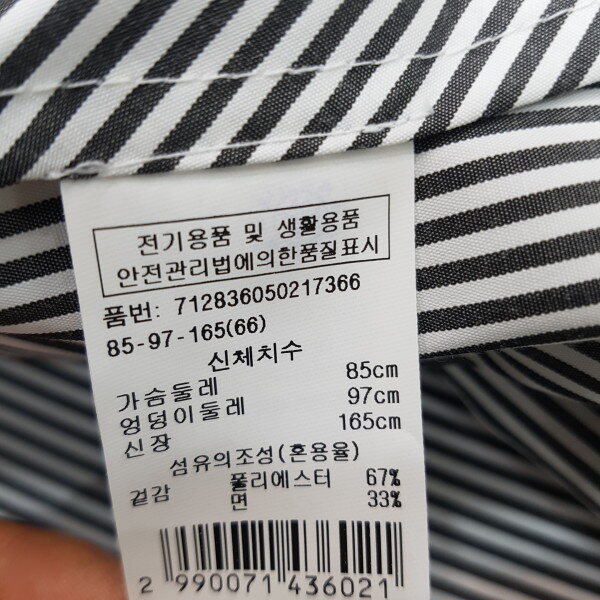 전기용품 및 생활용품
안전관리법에의한품질표시
품번: 712836050217366
85-97-165(66)
신체치수
가슴둘레 85cm
엉덩이둘레 97cm
신장 165cm
섬유의조성(혼용율)
겉감 폴리에스터 67%
면 33%
2 990071 436021